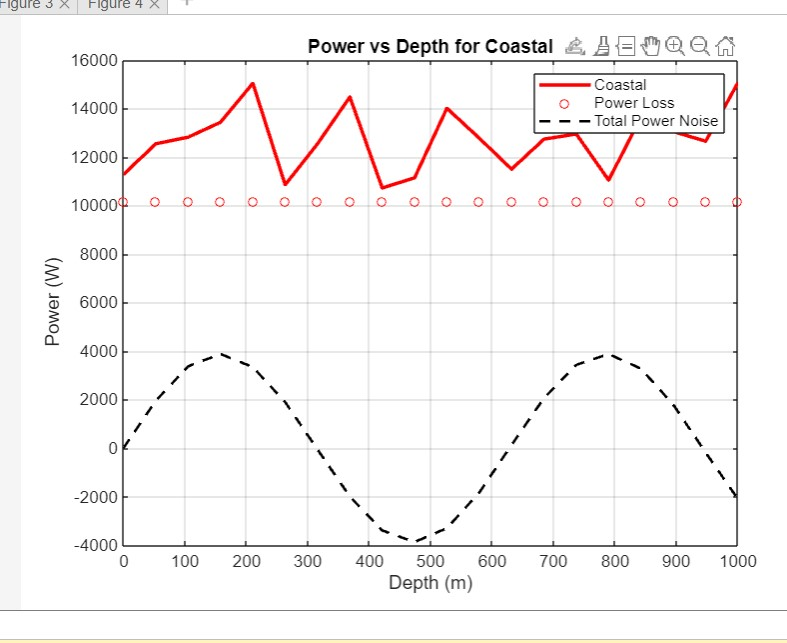 Figure 3 × Figure 4 × +
Power vs Depth for Coastal
Coastal
Power Loss
Total Power Noise
16000
14000
12000
10000
8000
6000
4000
2000
0
-2000
-4000
Power (W)
0 100 200 300 400 500 600 700 800 900 1000
Depth (m)